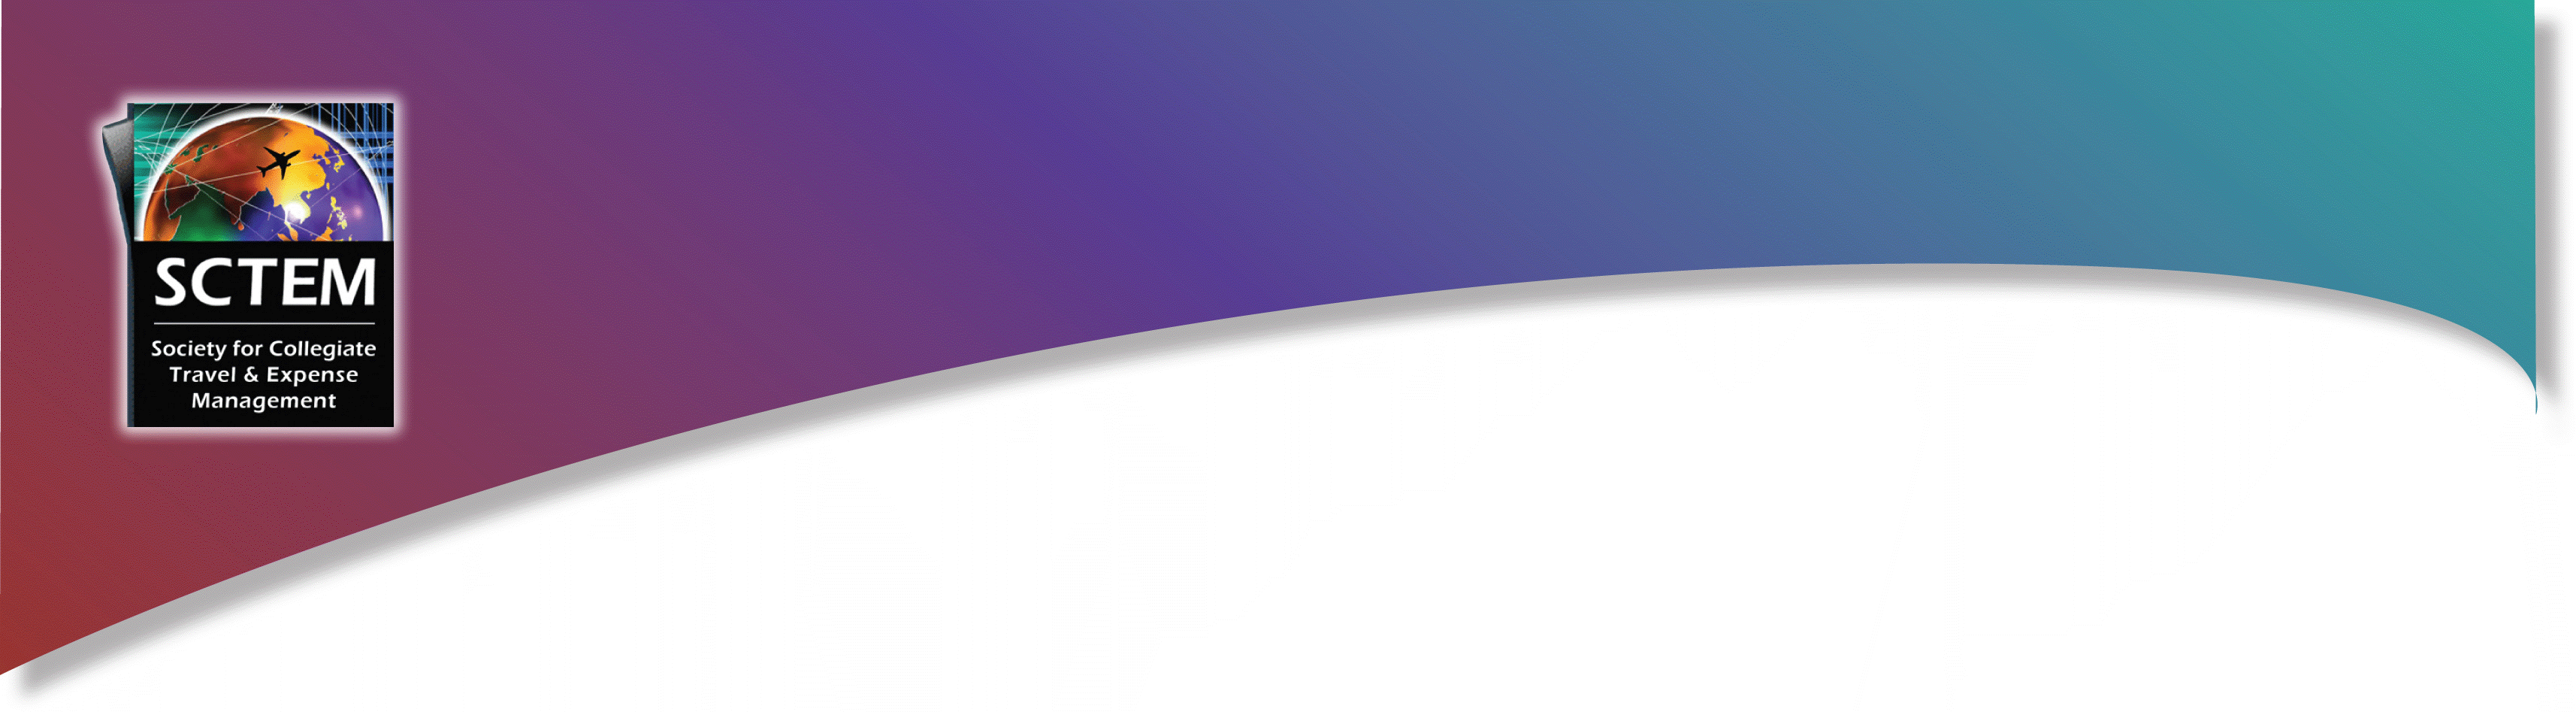 SCTEM
Society for Collegiate
Travel & Expense
Management